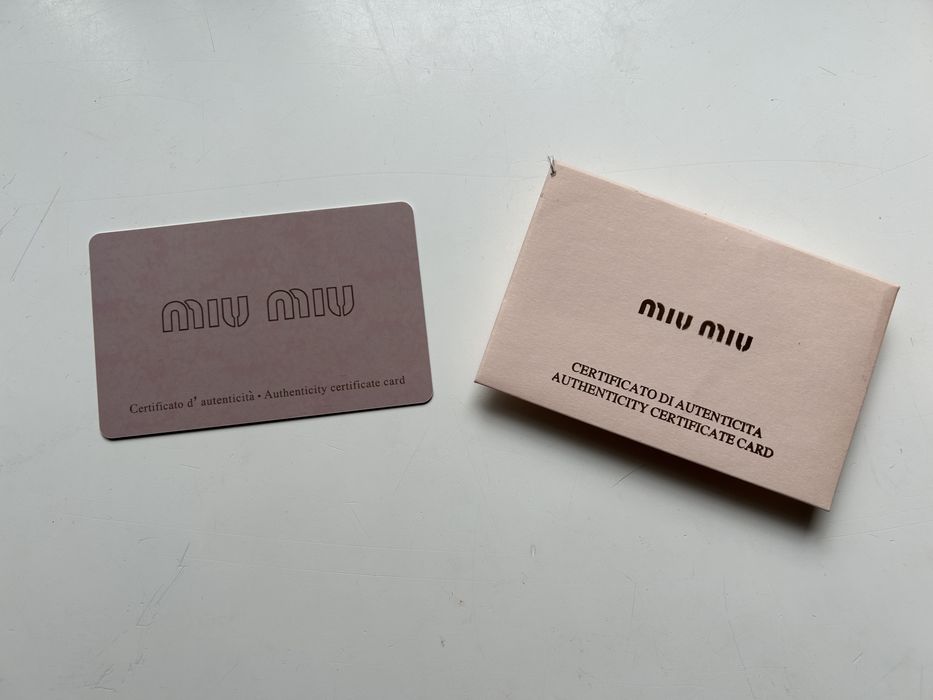 miu miu
Certificato d' autenticità • Authenticity certificate card
miu miu
CERTIFICATO DI AUTENTICITA
AUTHENTICITY CERTIFICATE CARD